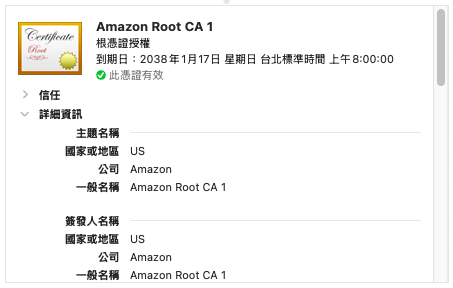 Certificate
Root
Amazon Root CA 1
根憑證授權
到期日：2038年1月17日 星期日 台北標準時間 上午8:00:00
此憑證有效
信任
詳細資訊
主題名稱
國家或地區 US
公司 Amazon
一般名稱 Amazon Root CA 1
簽發人名稱
國家或地區 US
公司 Amazon
一般名稱 Amazon Root CA 1